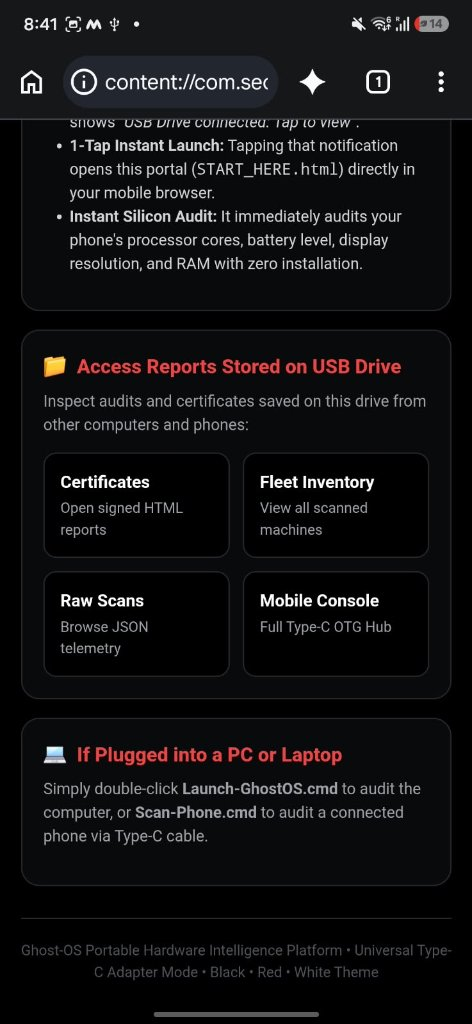 8:41
14
content://com.sec
1
shows "USB Drive connected. Tap to view".
• 1-Tap Instant Launch: Tapping that notification
opens this portal (START_HERE.html) directly in
your mobile browser.
• Instant Silicon Audit: It immediately audits your
phone's processor cores, battery level, display
resolution, and RAM with zero installation.
Access Reports Stored on USB Drive
Inspect audits and certificates saved on this drive from
other computers and phones:
Certificates
Open signed HTML
reports
Fleet Inventory
View all scanned
machines
Raw Scans
Browse JSON
telemetry
Mobile Console
Full Type-C OTG Hub
If Plugged into a PC or Laptop
Simply double-click Launch-GhostOS.cmd to audit the
computer, or Scan-Phone.cmd to audit a connected
phone via Type-C cable.
Ghost-OS Portable Hardware Intelligence Platform • Universal Type-
C Adapter Mode • Black • Red • White Theme